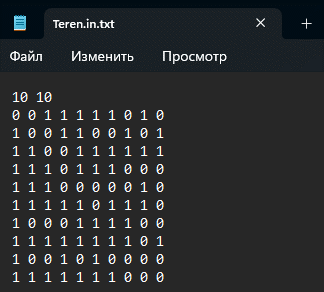 Teren.in.txt
Файл Изменить Просмотр
10 10
0 0 1 1 1 1 1 0 1 0
1 0 0 1 1 0 0 1 0 1
1 1 0 0 1 1 1 1 1 1
1 1 1 0 1 1 1 0 0 0
1 1 1 0 0 0 0 0 1 0
1 1 1 1 1 0 1 1 1 0
1 0 0 0 1 1 1 1 0 0
1 1 1 1 1 1 1 1 0 1
1 0 0 1 0 1 0 0 0 0
1 1 1 1 1 1 1 0 0 0